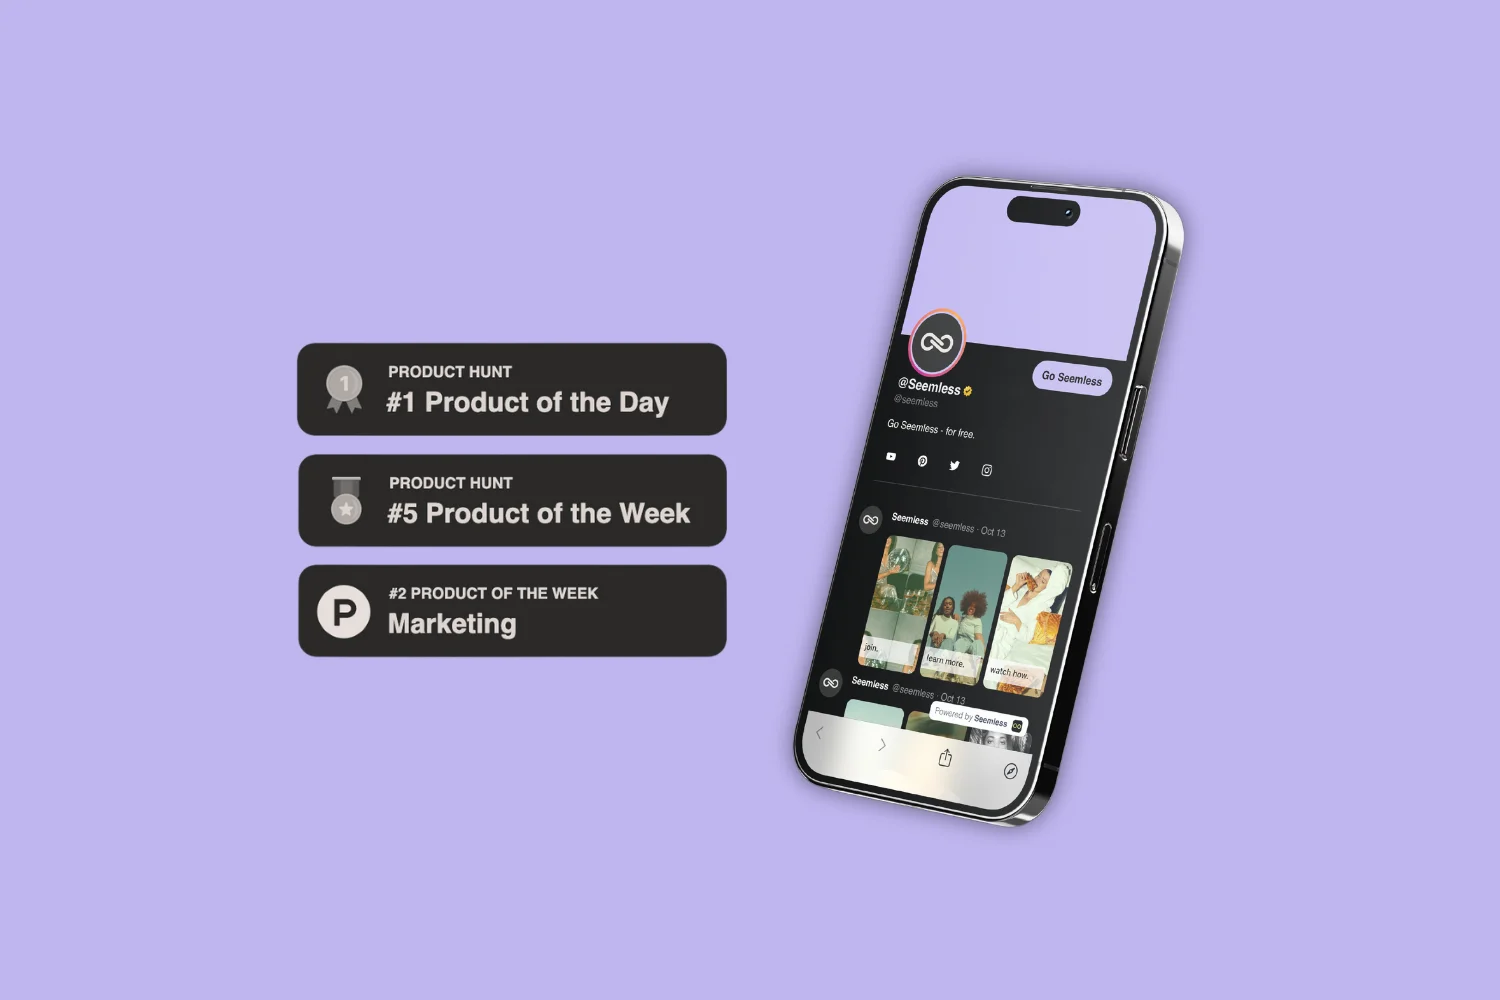 1
PRODUCT HUNT
#1 Product of the Day
PRODUCT HUNT
#5 Product of the Week
P
#2 PRODUCT OF THE WEEK
Marketing
Go Seemless
@Seemless
@seemless
Go Seemless - for free.
Seemless @seemless · Oct 13
join.
learn more.
watch how.
Seemless @seemless · Oct 13
Powered by Seemless